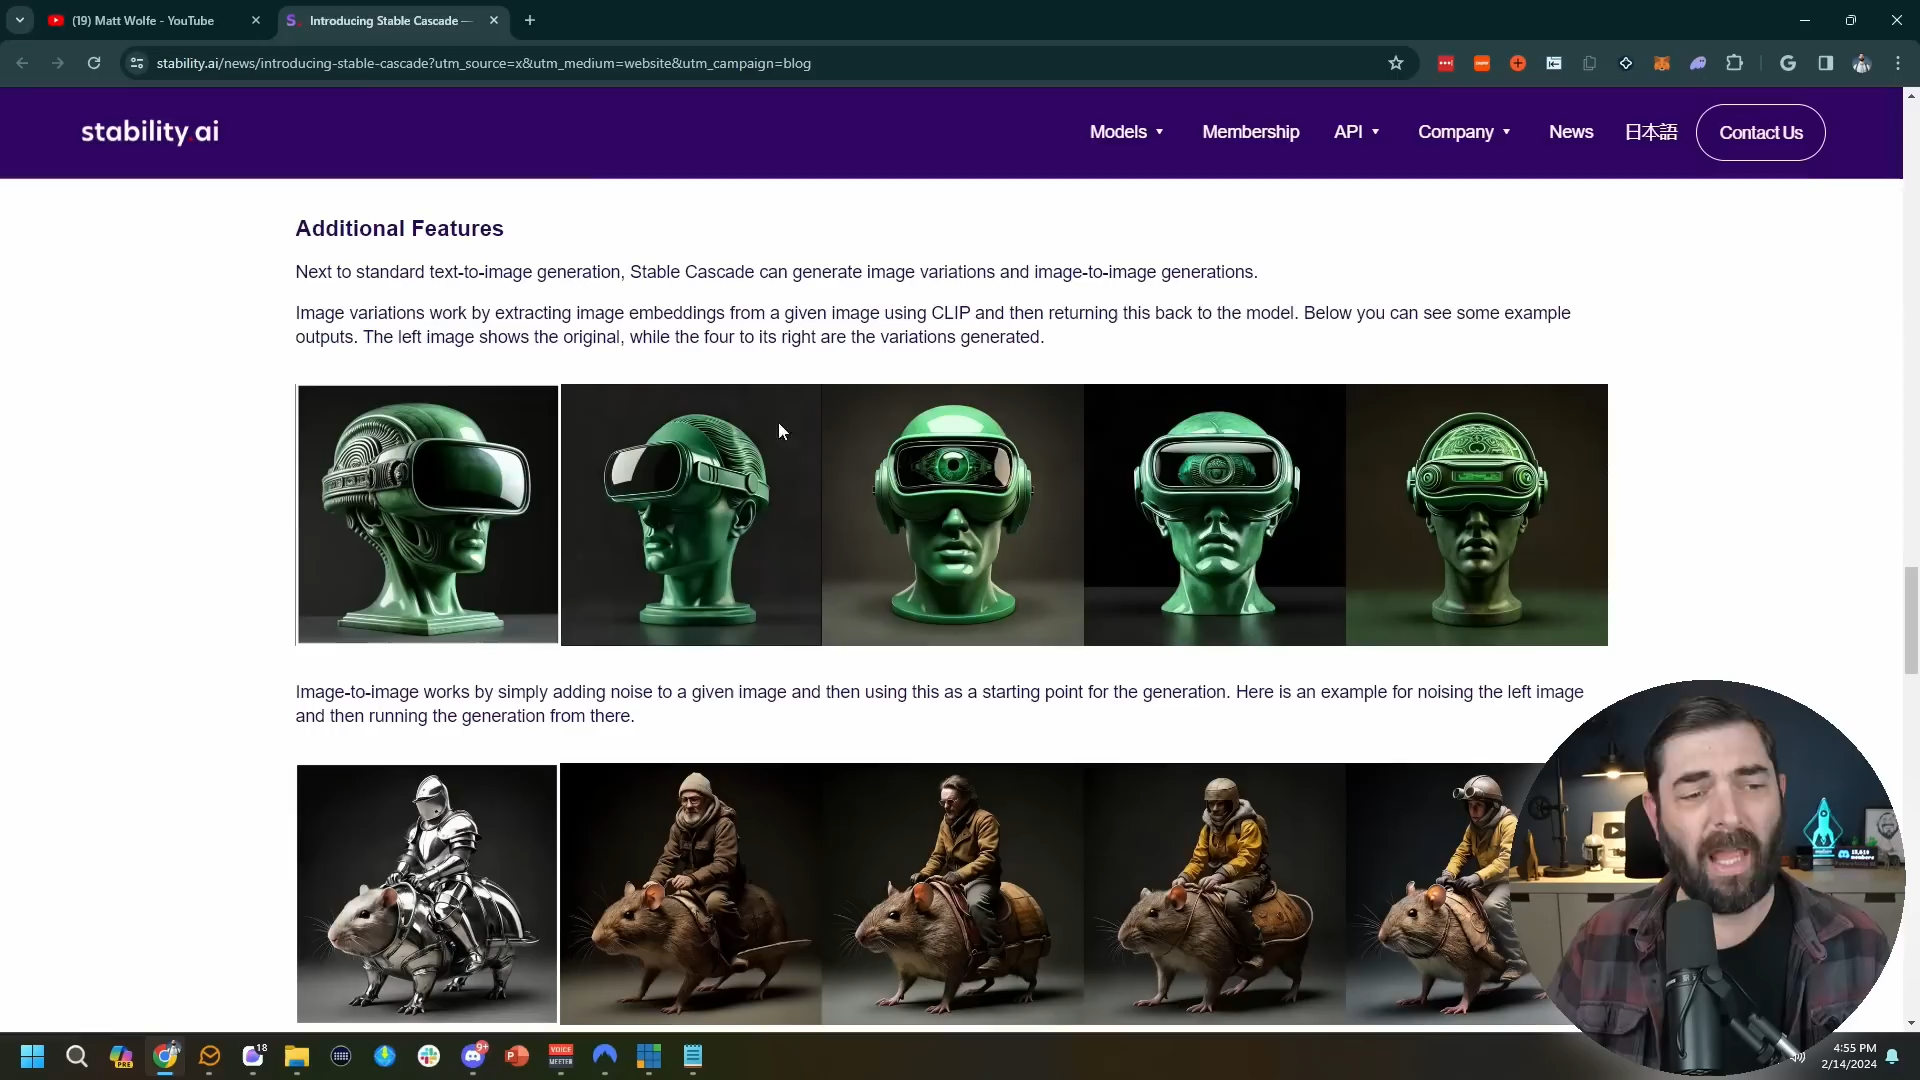 (19) Matt Wolfe - YouTube
Introducing Stable Cascade —
stability.ai/news/introducing-stable-cascade?utm_source=x&utm_medium=website&utm_campaign=blog
stability.ai
Models
Membership
API
Company
News
日本語
Contact Us
Additional Features
Next to standard text-to-image generation, Stable Cascade can generate image variations and image-to-image generations.
Image variations work by extracting image embeddings from a given image using CLIP and then returning this back to the model. Below you can see some example
outputs. The left image shows the original, while the four to its right are the variations generated.
Image-to-image works by simply adding noise to a given image and then using this as a starting point for the generation. Here is an example for noising the left image
and then running the generation from there.
PRE
18
9+
VOICE
MEETER
4:55 PM
2/14/2024